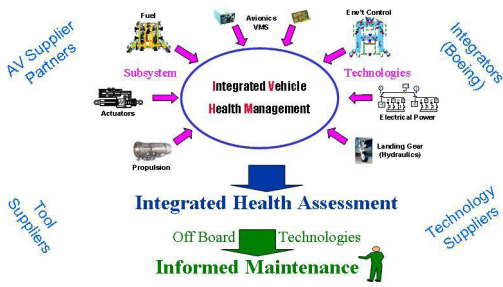 AV Supplier
Partners
Fuel
Avionics
VMS
Env't Control
Integrators
(Boeing)
Subsystem
Technologies
Integrated Vehicle
Health Management
Actuators
Electrical Power
Propulsion
Landing Gear
(Hydraulics)
Tool
Suppliers
Integrated Health Assessment
Technology
Suppliers
Off Board
Technologies
Informed Maintenance